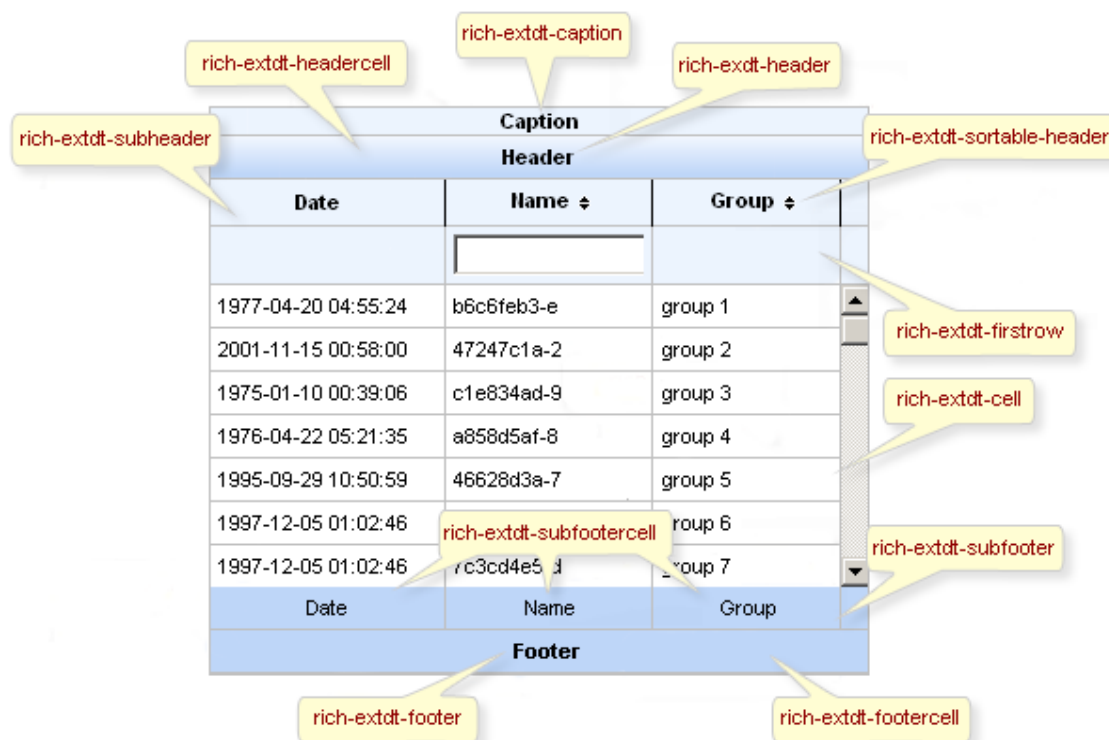 rich-extdt-caption
rich-extdt-headercell
rich-exdt-header
rich-extdt-subheader
rich-extdt-sortable-header
Caption
Header
Date Name Group
1977-04-20 04:55:24 b6c6feb3-e group 1
rich-extdt-firstrow
2001-11-15 00:58:00 47247c1a-2 group 2
1975-01-10 00:39:06 c1e834ad-9 group 3
rich-extdt-cell
1976-04-22 05:21:35 a858d5af-8 group 4
1995-09-29 10:50:59 46628d3a-7 group 5
1997-12-05 01:02:46 group 6
rich-extdt-subfootercell
rich-extdt-subfooter
1997-12-05 01:02:46 group 7
Date Name Group
Footer
rich-extdt-footer
rich-extdt-footercell